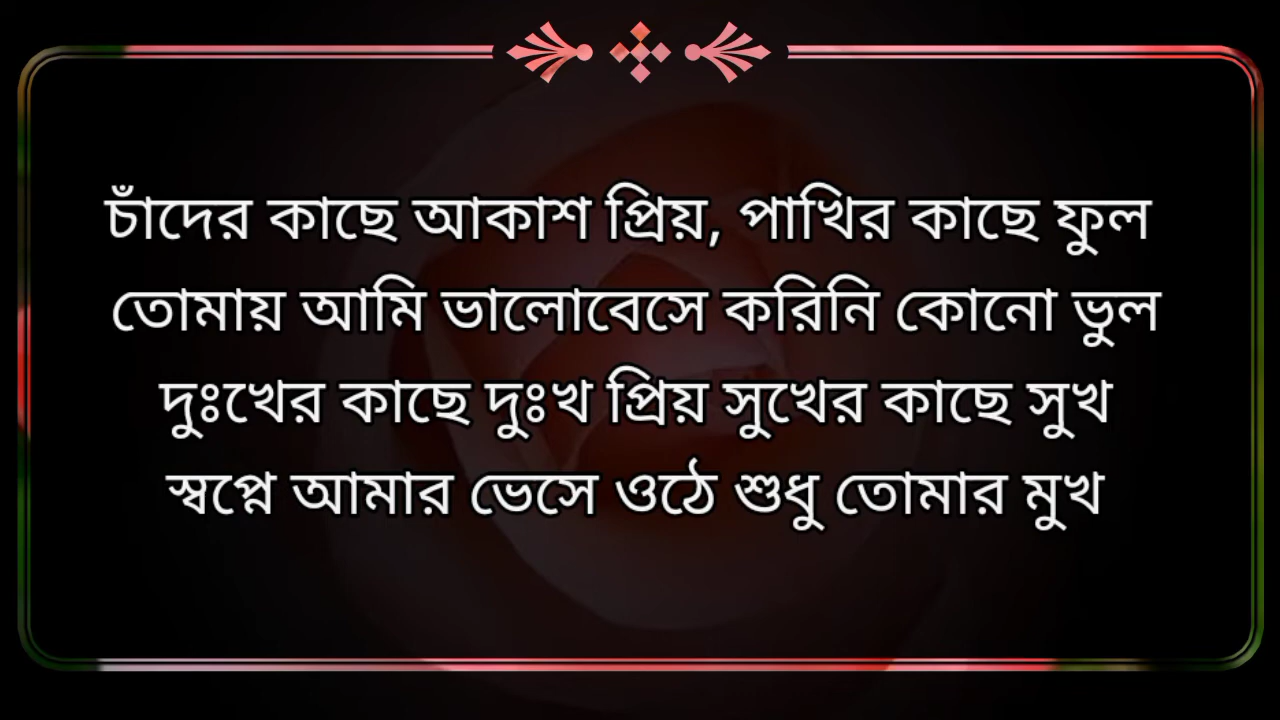 চাঁদের কাছে আকাশ প্রিয়, পাখির কাছে ফুল
তোমায় আমি ভালোবেসে করিনি কোনো ভুল
দুঃখের কাছে দুঃখ প্রিয় সুখের কাছে সুখ
স্বপ্নে আমার ভেসে ওঠে শুধু তোমার মুখ